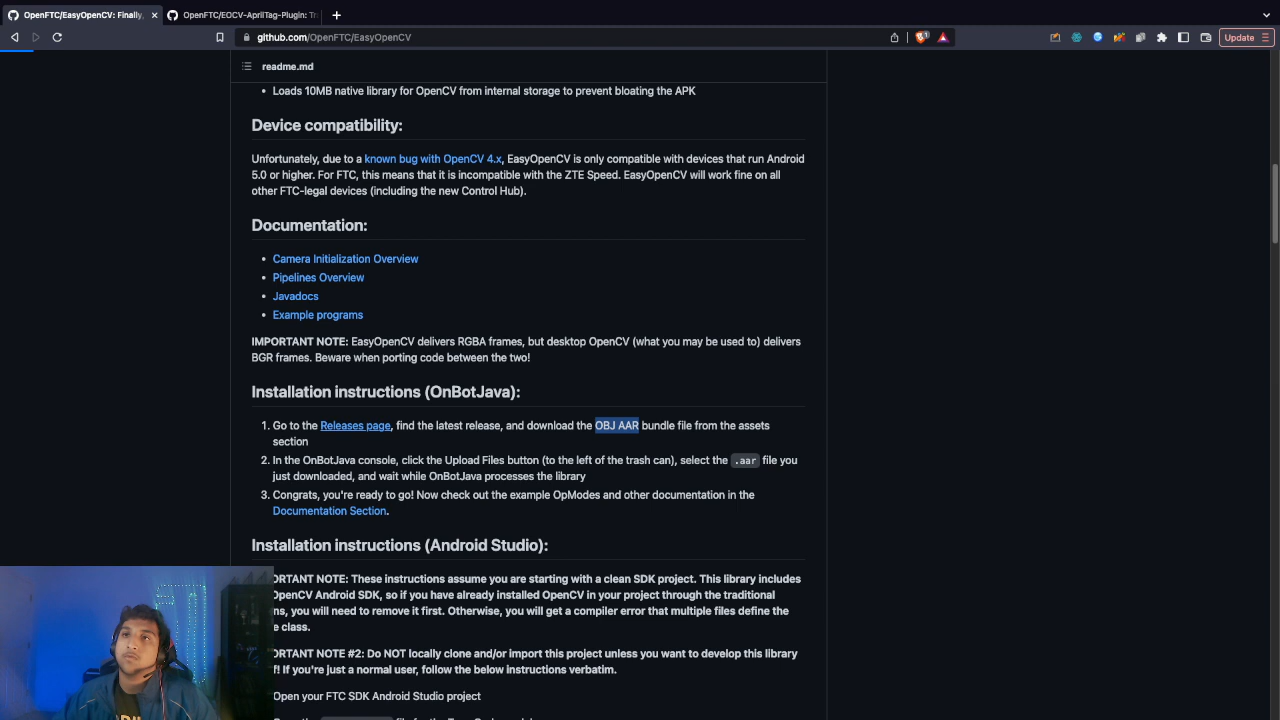 OpenFTC/EasyOpenCV: Finally,
OpenFTC/EOCV-AprilTag-Plugin: Tr
github.com/OpenFTC/EasyOpenCV
Update
readme.md
• Loads 10MB native library for OpenCV from internal storage to prevent bloating the APK
Device compatibility:
Unfortunately, due to a known bug with OpenCV 4.x, EasyOpenCV is only compatible with devices that run Android
5.0 or higher. For FTC, this means that it is incompatible with the ZTE Speed. EasyOpenCV will work fine on all
other FTC-legal devices (including the new Control Hub).
Documentation:
• Camera Initialization Overview
• Pipelines Overview
• Javadocs
• Example programs
IMPORTANT NOTE: EasyOpenCV delivers RGBA frames, but desktop OpenCV (what you may be used to) delivers
BGR frames. Beware when porting code between the two!
Installation instructions (OnBotJava):
1. Go to the Releases page, find the latest release, and download the OBJ AAR bundle file from the assets
section
2. In the OnBotJava console, click the Upload Files button (to the left of the trash can), select the .aar file you
just downloaded, and wait while OnBotJava processes the library
3. Congrats, you're ready to go! Now check out the example OpModes and other documentation in the
Documentation Section.
Installation instructions (Android Studio):
ORTANT NOTE: These instructions assume you are starting with a clean SDK project. This library includes
OpenCV Android SDK, so if you have already installed OpenCV in your project through the traditional
ns, you will need to remove it first. Otherwise, you will get a compiler error that multiple files define the
e class.
ORTANT NOTE #2: Do NOT locally clone and/or import this project unless you want to develop this library
f! If you're just a normal user, follow the below instructions verbatim.
Open your FTC SDK Android Studio project